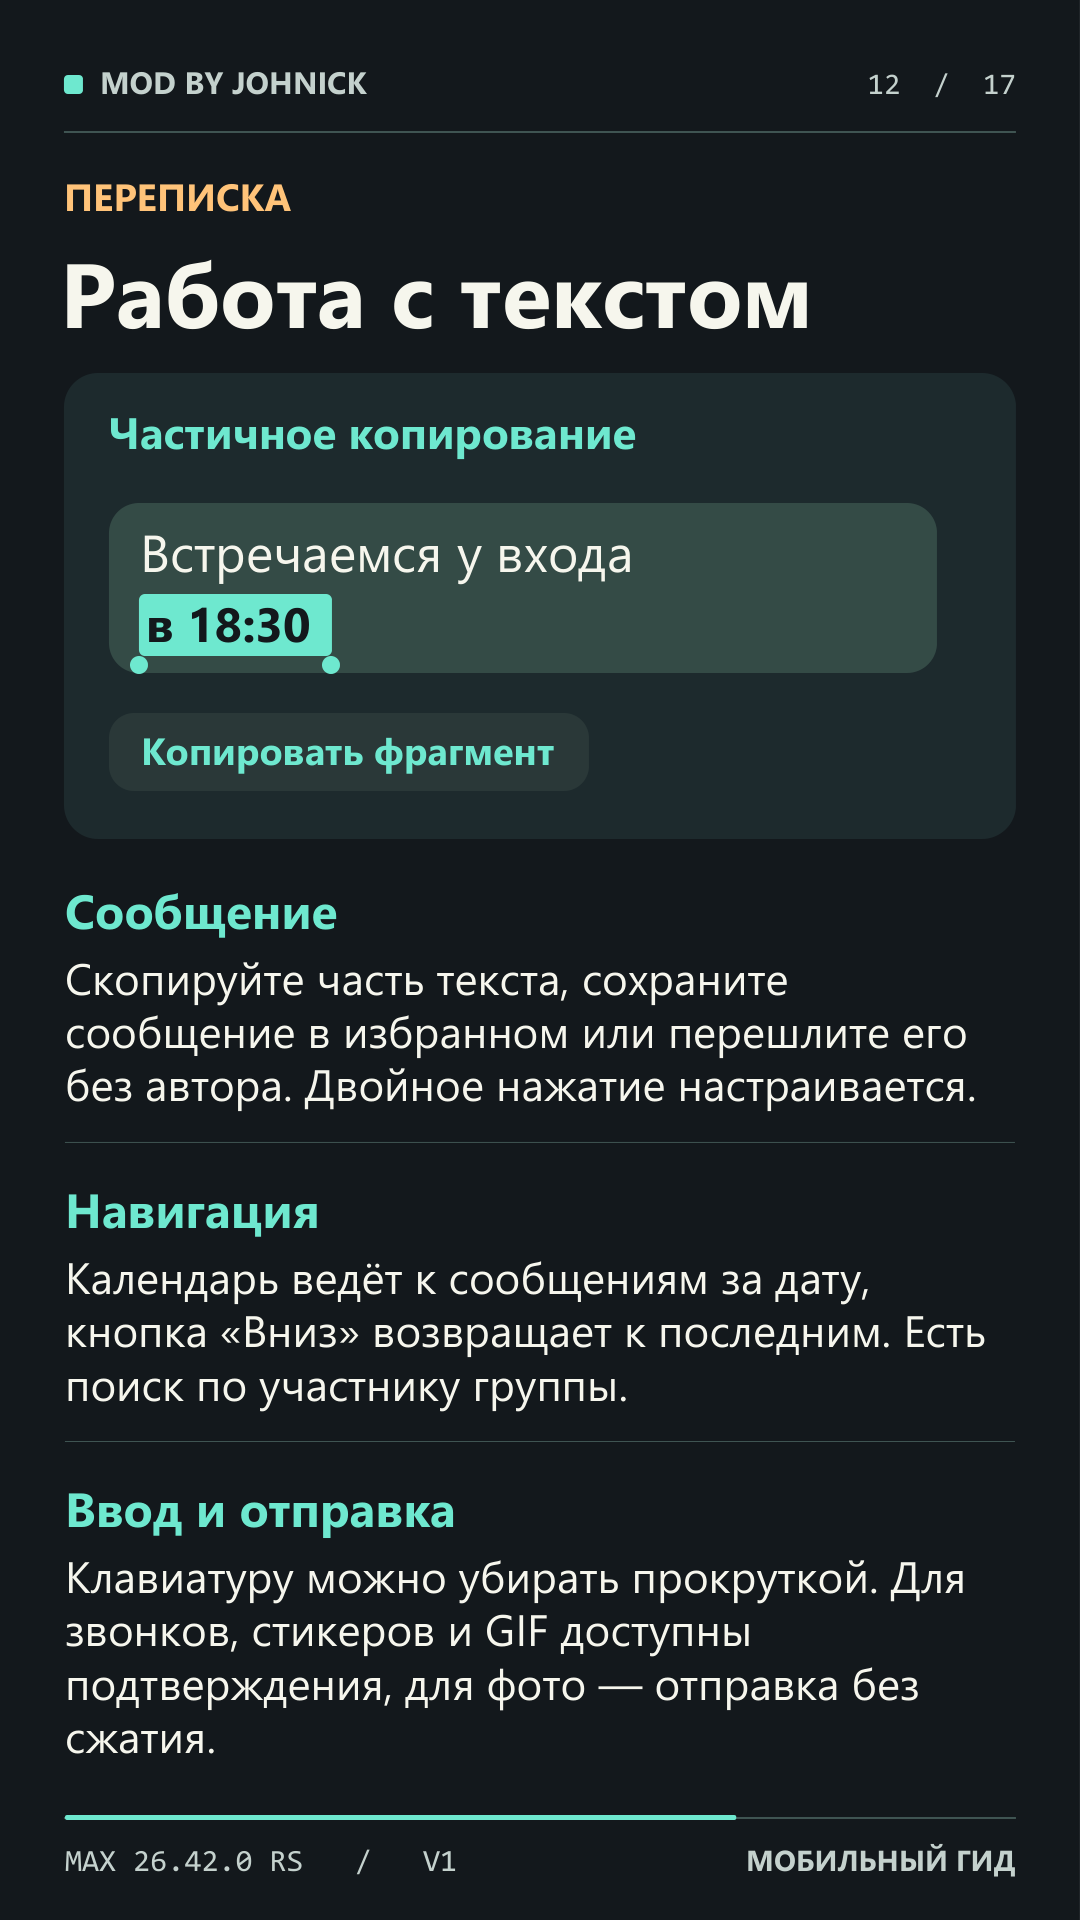 MOD BY JOHNICK
12 / 17
ПЕРЕПИСКА
Работа с текстом
Частичное копирование
Встречаемся у входа
в 18:30
Копировать фрагмент
Сообщение
Скопируйте часть текста, сохраните
сообщение в избранном или перешлите его
без автора. Двойное нажатие настраивается.
Навигация
Календарь ведёт к сообщениям за дату,
кнопка «Вниз» возвращает к последним. Есть
поиск по участнику группы.
Ввод и отправка
Клавиатуру можно убирать прокруткой. Для
звонков, стикеров и GIF доступны
подтверждения, для фото — отправка без
сжатия.
MAX 26.42.0 RS / V1
МОБИЛЬНЫЙ ГИД